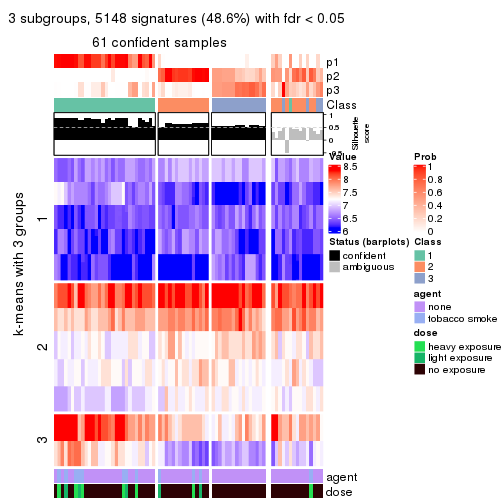 3 subgroups, 5148 signatures (48.6%) with fdr < 0.05
61 confident samples
p1
p2
p3
Class
1
0.5
0
-0.5
Silhouette
score
k-means with 3 groups
1
2
3
agent
dose
Value
8.5
8
7.5
7
6.5
6
Prob
1
0.8
0.6
0.4
0.2
0
Status (barplots)
confident
ambiguous
Class
1
2
3
agent
none
tobacco smoke
dose
heavy exposure
light exposure
no exposure